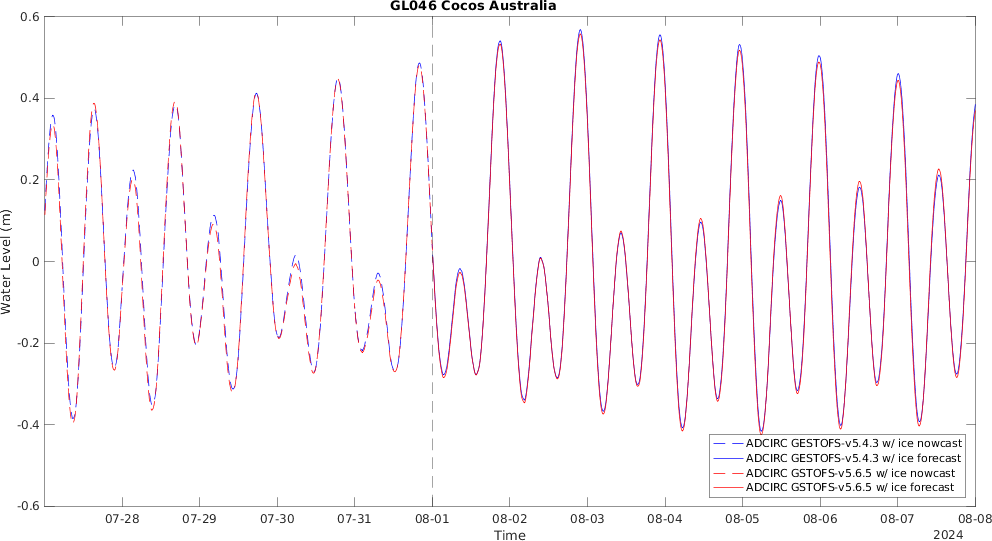 GL046 Cocos Australia
0.6
0.4
0.2
0
-0.2
-0.4
-0.6
Water Level (m)
ADCIRC GESTOFS-v5.4.3 w/ ice nowcast
ADCIRC GESTOFS-v5.4.3 w/ ice forecast
ADCIRC GSTOFS-v5.6.5 w/ ice nowcast
ADCIRC GSTOFS-v5.6.5 w/ ice forecast
07-28 07-29 07-30 07-31 08-01 08-02 08-03 08-04 08-05 08-06 08-07 08-08
Time
2024